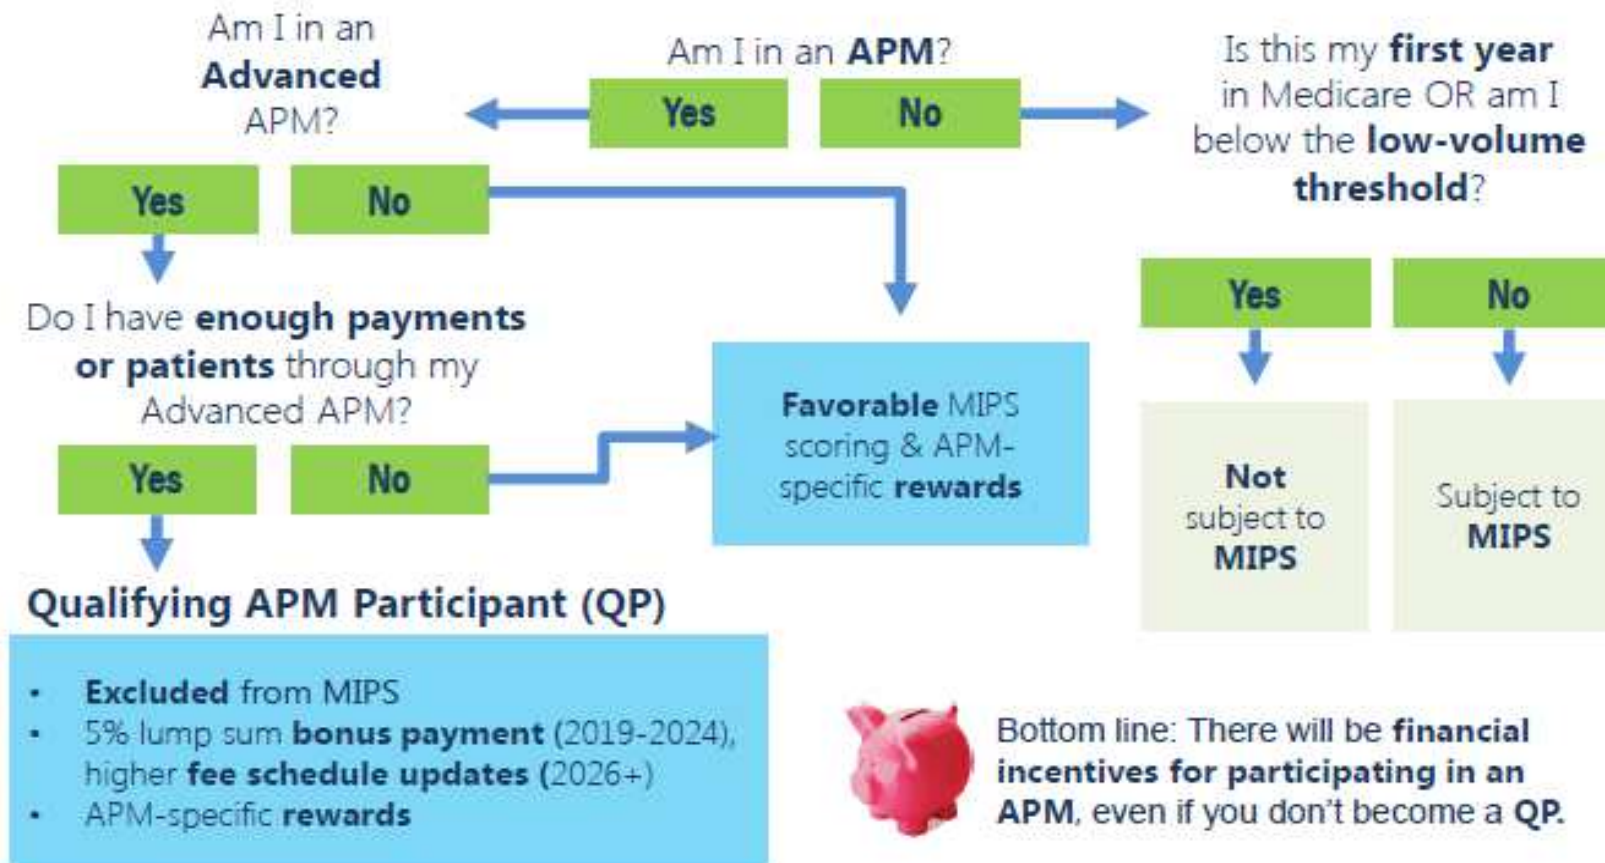 Am I in an APM?
Yes
No
Am I in an
Advanced
APM?
Yes
No
Do I have enough payments
or patients through my
Advanced APM?
Yes
No
Qualifying APM Participant (QP)
• Excluded from MIPS
• 5% lump sum bonus payment (2019-2024),
higher fee schedule updates (2026+)
• APM-specific rewards
Favorable MIPS
scoring & APM-
specific rewards
Is this my first year
in Medicare OR am I
below the low-volume
threshold?
Yes
No
Not
subject to
MIPS
Subject to
MIPS
Bottom line: There will be financial
incentives for participating in an
APM, even if you don't become a QP.